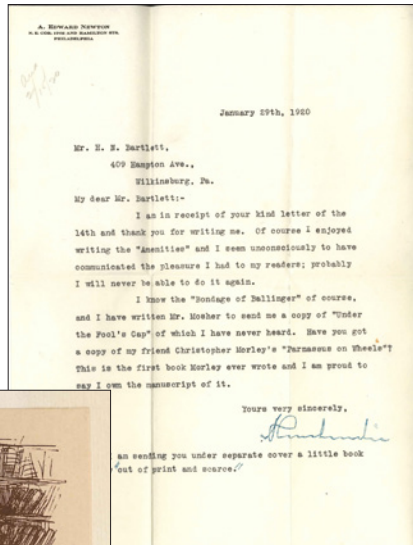 A. EDWARD NEWTON
PHILADELPHIA
January 29th, 1920
Mr. H. N. Bartlett,
409 Hampton Ave.,
Wilkinsburg, Pa.
My dear Mr. Bartlett:-
I am in receipt of your kind letter of the
14th and thank you for writing me. Of course I enjoyed
writing the "Amenities" and I seem unconsciously to have
communicated the pleasure I had to my readers; probably
I will never be able to do it again.
I know the "Bondage of Ballinger" of course,
and I have written Mr. Mosher to send me a copy of "Under
the Fool's Cap" of which I have never heard. Have you got
a copy of my friend Christopher Morley's "Parnassus on Wheels"?
This is the first book Morley ever wrote and I am proud to
say I own the manuscript of it.
Yours very sincerely,
am sending you under separate cover a little book
"out of print and scarce."